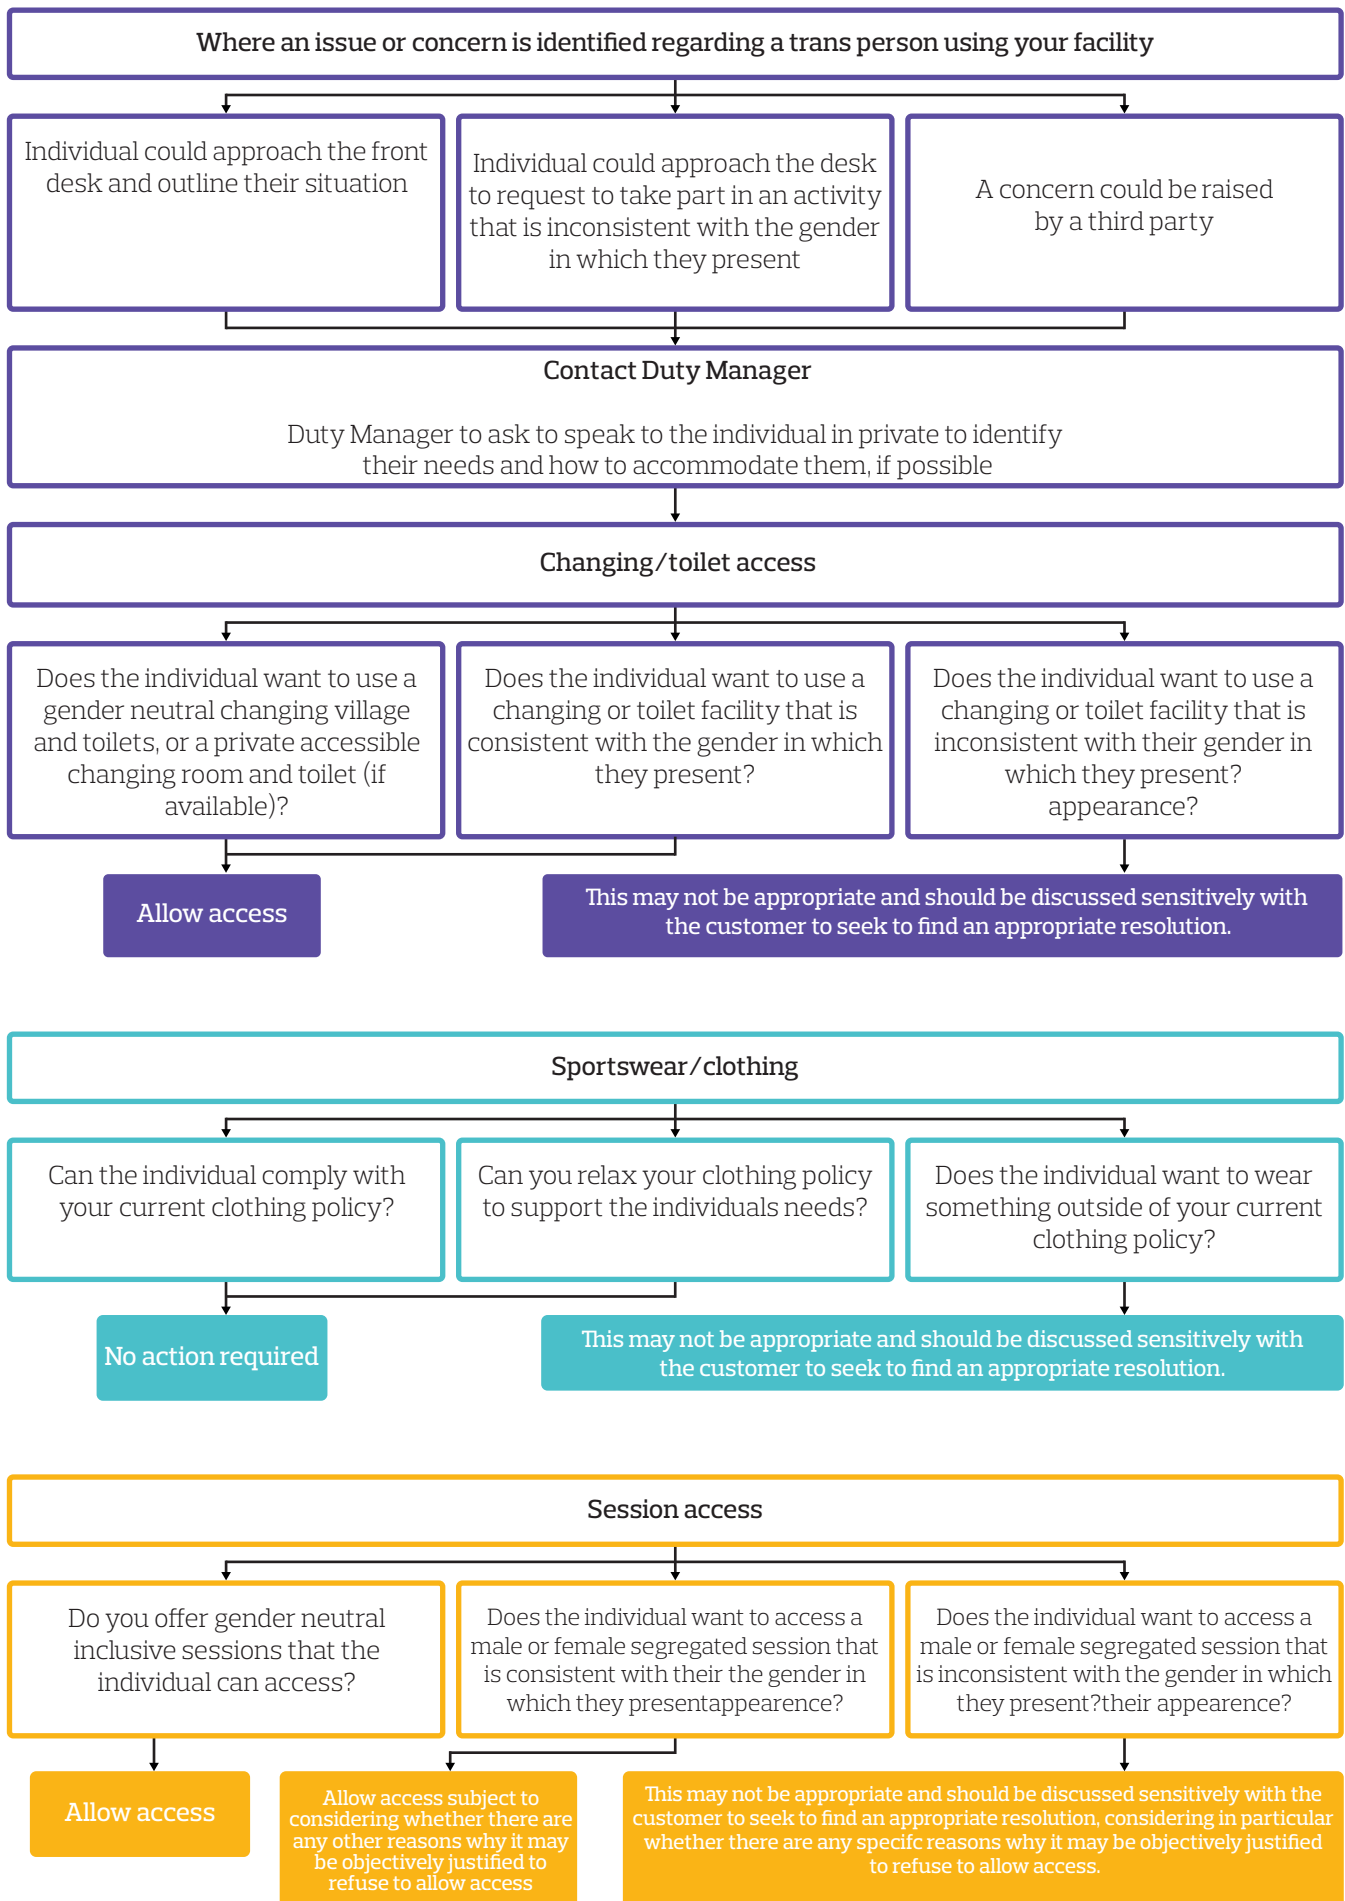 Where an issue or concern is identified regarding a trans person using your facility
Individual could approach the front
desk and outline their situation
Individual could approach the desk
to request to take part in an activity
that is inconsistent with the gender
in which they present
A concern could be raised
by a third party
Contact Duty Manager
Duty Manager to ask to speak to the individual in private to identify
their needs and how to accommodate them, if possible
Changing/toilet access
Does the individual want to use a
gender neutral changing village
and toilets, or a private accessible
changing room and toilet (if
available)?
Does the individual want to use a
changing or toilet facility that is
consistent with the gender in which
they present?
Does the individual want to use a
changing or toilet facility that is
inconsistent with their gender in
which they present?
appearance?
Allow access
This may not be appropriate and should be discussed sensitively with
the customer to seek to find an appropriate resolution.
Sportswear/clothing
Can the individual comply with
your current clothing policy?
Can you relax your clothing policy
to support the individuals needs?
Does the individual want to wear
something outside of your current
clothing policy?
No action required
This may not be appropriate and should be discussed sensitively with
the customer to seek to find an appropriate resolution.
Session access
Do you offer gender neutral
inclusive sessions that the
individual can access?
Does the individual want to access a
male or female segregated session that
is consistent with their the gender in
which they presentappearence?
Does the individual want to access a
male or female segregated session that
is inconsistent with the gender in which
they present?their appearence?
Allow access
Allow access subject to
considering whether there are
any other reasons why it may
be objectively justified to
refuse to allow access
This may not be appropriate and should be discussed sensitively with the
customer to seek to find an appropriate resolution, considering in particular
whether there are any specifc reasons why it may be objectively justified
to refuse to allow access.